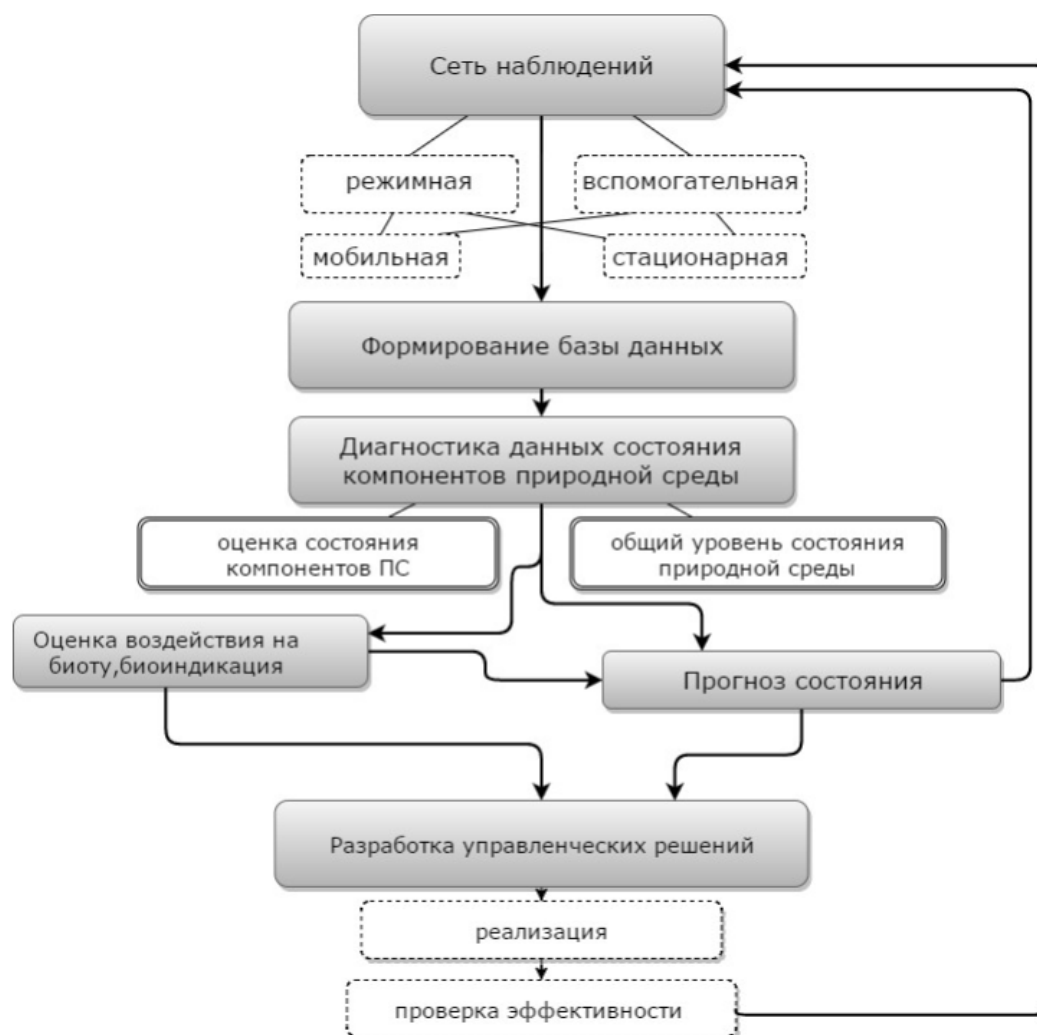 Сеть наблюдений
режимная
вспомогательная
мобильная
стационарная
Формирование базы данных
Диагностика данных состояния
компонентов природной среды
оценка состояния
компонентов ПС
общий уровень состояния
природной среды
Оценка воздействия на
биоту,биоиндикация
Прогноз состояния
Разработка управленческих решений
реализация
проверка эффективности